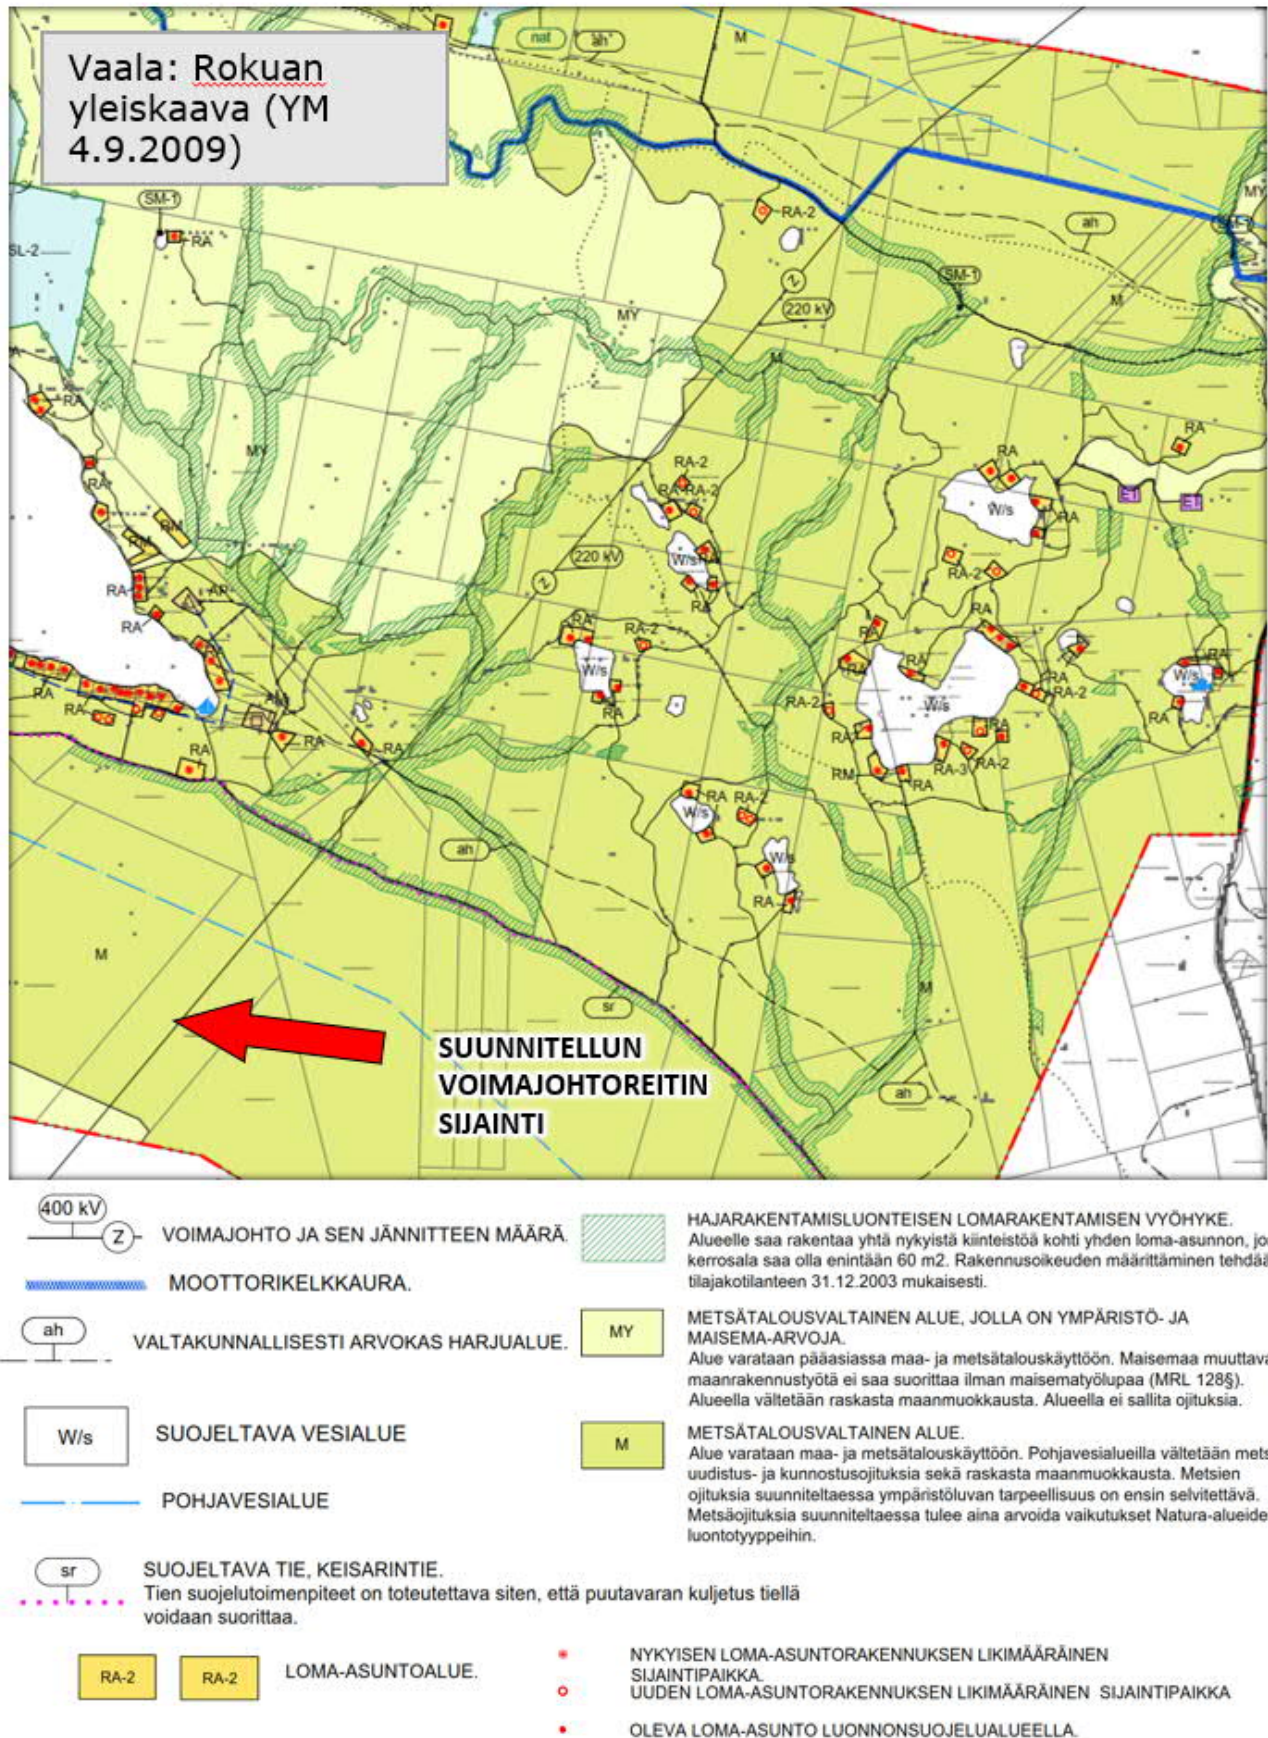 Vaala: Rokuan
yleiskaava (YM
4.9.2009)
nat
ah
M
SM-1
RA
SL-2
RA-2
MY
ah
Z
220 kV
SM-1
M
MY
M
RA
MY
RA
RM
RM
RA
RA
RA-2
RA
RA-2
W/s
RA
RA
W/s
RA
RA
ET
ET
RA-2
220 kV
Z
RA
RA-2
W/s
RA
RA
RA
W/s
RA
RA-2
RA-2
RA
RM
RA
RA-3
RA-2
RA
W/s
RA
RA
RA
RA
RA
RA
W/s
RA
RA-2
W/s
RA
ah
M
sr
M
ah
SUUNNITELLUN
VOIMAJOHTOREITIN
SIJAINTI
400 kV
Z
VOIMAJOHTO JA SEN JÄNNITTEEN MÄÄRÄ.
MOOTTORIKELKKAURA.
ah
VALTAKUNNALLISESTI ARVOKAS HARJUALUE.
W/s
SUOJELTAVA VESIALUE
POHJAVESIALUE
sr
SUOJELTAVA TIE, KEISARINTIE.
Tien suojelutoimenpiteet on toteutettava siten, että puutavaran kuljetus tiellä
voidaan suorittaa.
HAJARAKENTAMISLUONTEISEN LOMARAKENTAMISEN VYÖHYKE.
Alueelle saa rakentaa yhtä nykyistä kiinteistöä kohti yhden loma-asunnon, jo
kerrosala saa olla enintään 60 m2. Rakennusoikeuden määrittäminen tehdää
tilajakotilanteen 31.12.2003 mukaisesti.
MY
METSÄTALOUSVALTAINEN ALUE, JOLLA ON YMPÄRISTÖ- JA
MAISEMA-ARVOJA.
Alue varataan pääasiassa maa- ja metsätalouskäyttöön. Maisemaa muuttava
maanrakennustyötä ei saa suorittaa ilman maisematyölupaa (MRL 128§).
Alueella vältetään raskasta maanmuokkausta. Alueella ei sallita ojituksia.
M
METSÄTALOUSVALTAINEN ALUE.
Alue varataan maa- ja metsätalouskäyttöön. Pohjavesialueilla vältetään mets
uudistus- ja kunnostusojituksia sekä raskasta maanmuokkausta. Metsien
ojituksia suunniteltaessa ympäristöluvan tarpeellisuus on ensin selvitettävä.
Metsäojituksia suunniteltaessa tulee aina arvoida vaikutukset Natura-alueide
luontotyyppeihin.
RA-2
RA-2
LOMA-ASUNTOALUE.
NYKYISEN LOMA-ASUNTORAKENNUKSEN LIKIMÄÄRÄINEN
SIJAINTIPAIKKA.
UUDEN LOMA-ASUNTORAKENNUKSEN LIKIMÄÄRÄINEN SIJAINTIPAIKKA
OLEVA LOMA-ASUNTO LUONNONSUOJELUALUEELLA.